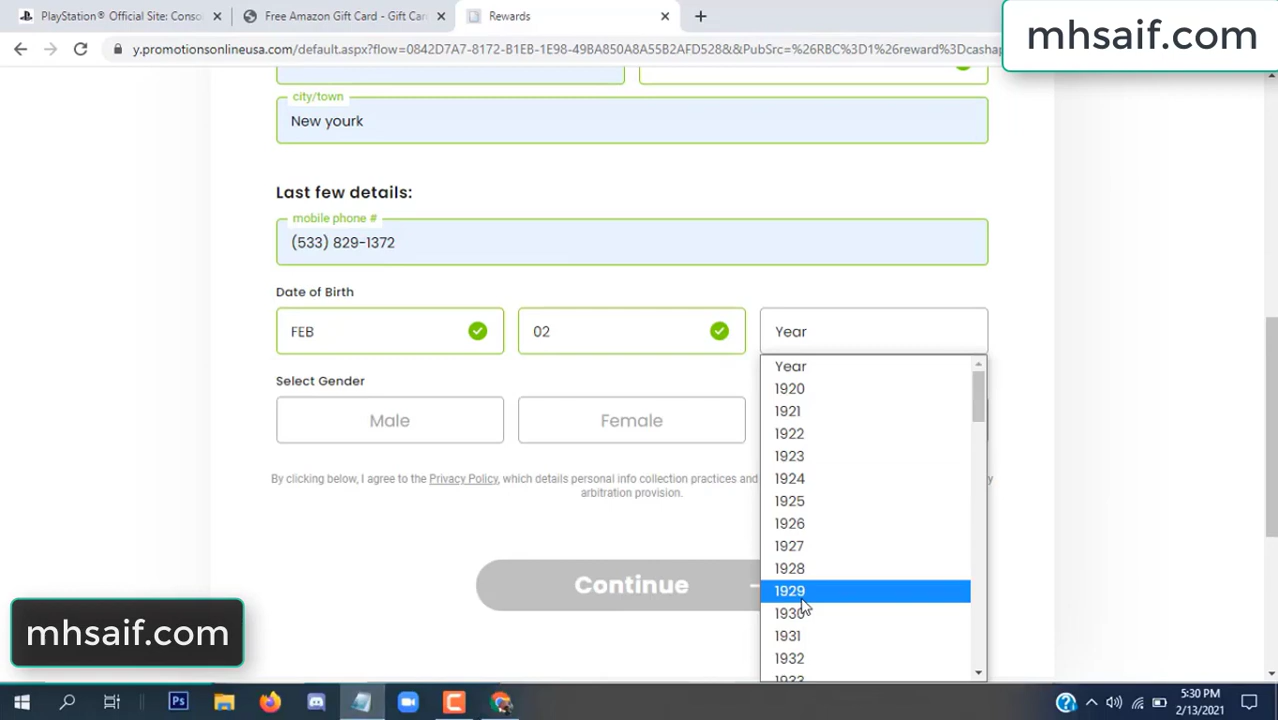 PlayStation® Official Site: Conso
Free Amazon Gift Card - Gift Car
Rewards
mhsaif.com
y.promotionsonlineusa.com/default.aspx?flow=0842D7A7-8172-B1EB-1E98-49BA850A8A55B2AFD528&&PubSrc=%26RBC%3D1%26reward%3Dcashap
city/town
New yourk
Last few details:
mobile phone #
(533) 829-1372
Date of Birth
FEB
02
Year
Select Gender
Male
Female
Year
1920
1921
1922
1923
1924
1925
1926
1927
1928
1929
1930
1931
1932
1933
By clicking below, I agree to the Privacy Policy, which details personal info collection practices and
arbitration provision.
Continue
mhsaif.com
Ps
5:30 PM
2/13/2021